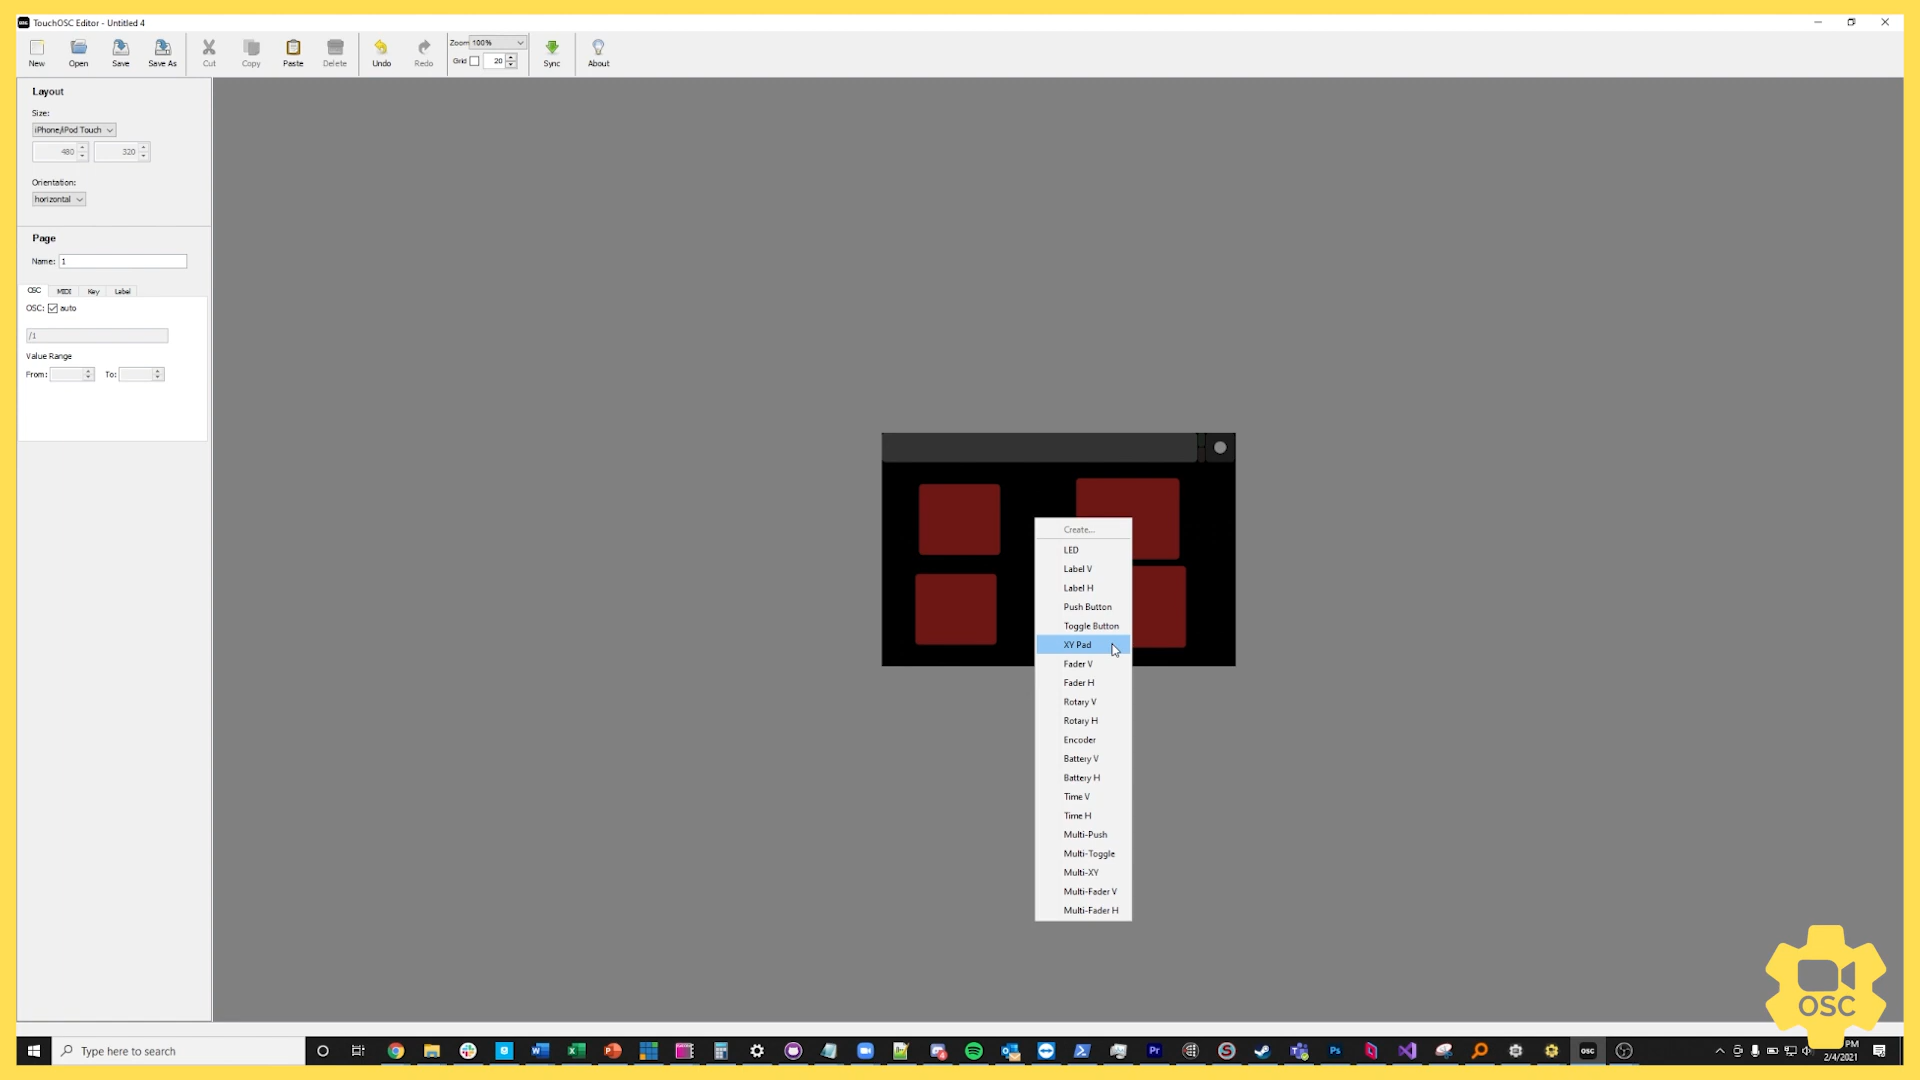 TouchOSC Editor - Untitled 4
New Open Save Save As Cut Copy Paste Delete Undo Redo Zoom 100% Grid 20 Sync About
Layout
Size:
iPhone/iPod Touch
480 320
Orientation:
horizontal
Page
Name: 1
OSC MIDI Key Label
OSC: auto
/1
Value Range
From: To:
Create...
LED
Label V
Label H
Push Button
Toggle Button
XY Pad
Fader V
Fader H
Rotary V
Rotary H
Encoder
Battery V
Battery H
Time V
Time H
Multi-Push
Multi-Toggle
Multi-XY
Multi-Fader V
Multi-Fader H
OSC
Type here to search
PM
2/4/2021